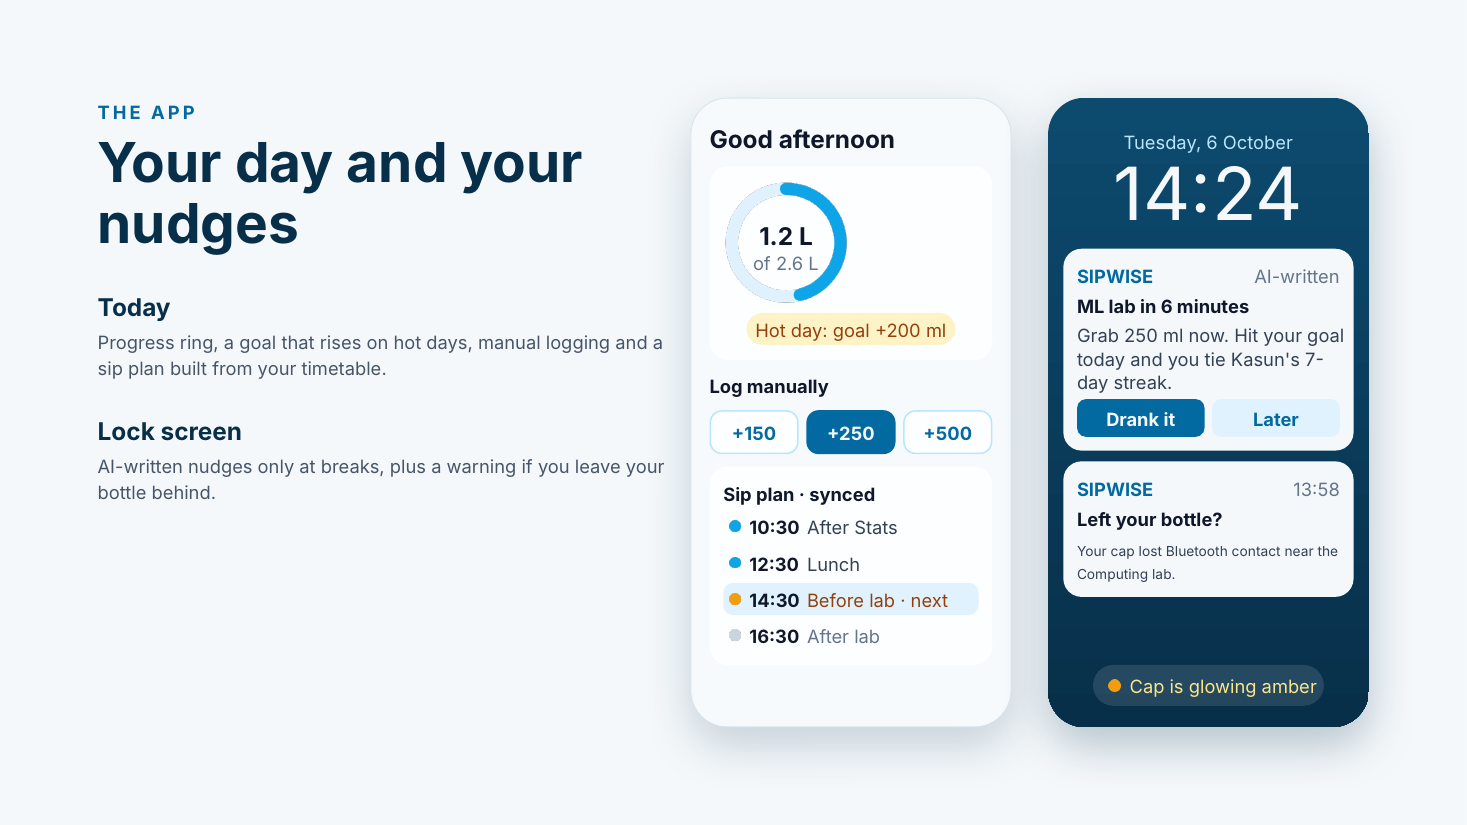 THE APP
Your day and your
nudges
Today
Progress ring, a goal that rises on hot days, manual logging and a
sip plan built from your timetable.
Lock screen
AI-written nudges only at breaks, plus a warning if you leave your
bottle behind.
Good afternoon
1.2 L
of 2.6 L
Hot day: goal +200 ml
Log manually
+150 +250 +500
Sip plan · synced
10:30 After Stats
12:30 Lunch
14:30 Before lab · next
16:30 After lab
Tuesday, 6 October
14:24
SIPWISE AI-written
ML lab in 6 minutes
Grab 250 ml now. Hit your goal
today and you tie Kasun's 7-
day streak.
Drank it Later
SIPWISE 13:58
Left your bottle?
Your cap lost Bluetooth contact near the
Computing lab.
Cap is glowing amber